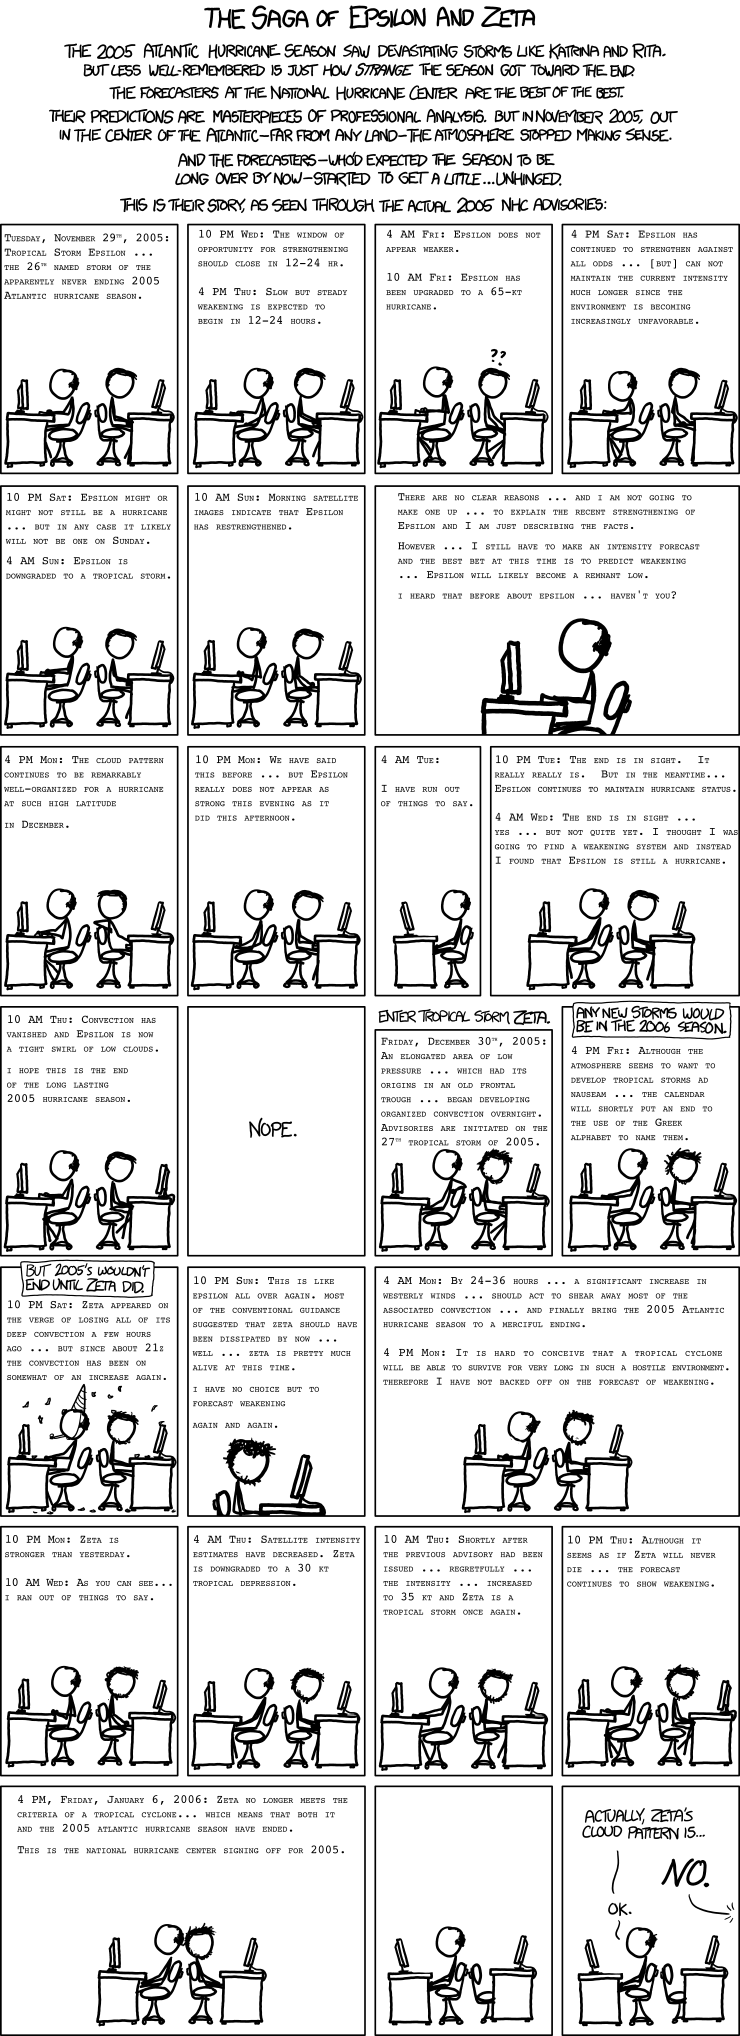 THE SAGA OF EPSILON AND ZETA
THE 2005 ATLANTIC HURRICANE SEASON SAW DEVASTATING STORMS LIKE KATRINA AND RITA.
BUT LESS WELL-REMEMBERED IS JUST HOW STRANGE THE SEASON GOT TOWARD THE END.
THE FORECASTERS AT THE NATIONAL HURRICANE CENTER ARE THE BEST OF THE BEST.
THEIR PREDICTIONS ARE MASTERPIECES OF PROFESSIONAL ANALYSIS. BUT IN NOVEMBER 2005, OUT
IN THE CENTER OF THE ATLANTIC—FAR FROM ANY LAND—THE ATMOSPHERE STOPPED MAKING SENSE.
AND THE FORECASTERS—WHO'D EXPECTED THE SEASON TO BE
LONG OVER BY NOW—STARTED TO GET A LITTLE...UNHINGED.
THIS IS THEIR STORY, AS SEEN THROUGH THE ACTUAL 2005 NHC ADVISORIES:
TUESDAY, NOVEMBER 29TH, 2005:
TROPICAL STORM EPSILON ...
THE 26TH NAMED STORM OF THE
APPARENTLY NEVER ENDING 2005
ATLANTIC HURRICANE SEASON.
10 PM WED: THE WINDOW OF
OPPORTUNITY FOR STRENGTHENING
SHOULD CLOSE IN 12-24 HR.
4 PM THU: SLOW BUT STEADY
WEAKENING IS EXPECTED TO
BEGIN IN 12-24 HOURS.
4 AM FRI: EPSILON DOES NOT
APPEAR WEAKER.
10 AM FRI: EPSILON HAS
BEEN UPGRADED TO A 65-KT
HURRICANE.
??
4 PM SAT: EPSILON HAS
CONTINUED TO STRENGTHEN AGAINST
ALL ODDS ... [BUT] CAN NOT
MAINTAIN THE CURRENT INTENSITY
MUCH LONGER SINCE THE
ENVIRONMENT IS BECOMING
INCREASINGLY UNFAVORABLE.
10 PM SAT: EPSILON MIGHT OR
MIGHT NOT STILL BE A HURRICANE
... BUT IN ANY CASE IT LIKELY
WILL NOT BE ONE ON SUNDAY.
4 AM SUN: EPSILON IS
DOWNGRADED TO A TROPICAL STORM.
10 AM SUN: MORNING SATELLITE
IMAGES INDICATE THAT EPSILON
HAS RESTRENGTHENED.
THERE ARE NO CLEAR REASONS ... AND I AM NOT GOING TO
MAKE ONE UP ... TO EXPLAIN THE RECENT STRENGTHENING OF
EPSILON AND I AM JUST DESCRIBING THE FACTS.
HOWEVER ... I STILL HAVE TO MAKE AN INTENSITY FORECAST
AND THE BEST BET AT THIS TIME IS TO PREDICT WEAKENING
... EPSILON WILL LIKELY BECOME A REMNANT LOW.
I HEARD THAT BEFORE ABOUT EPSILON ... HAVEN'T YOU?
4 PM MON: THE CLOUD PATTERN
CONTINUES TO BE REMARKABLY
WELL-ORGANIZED FOR A HURRICANE
AT SUCH HIGH LATITUDE
IN DECEMBER.
10 PM MON: WE HAVE SAID
THIS BEFORE ... BUT EPSILON
REALLY DOES NOT APPEAR AS
STRONG THIS EVENING AS IT
DID THIS AFTERNOON.
4 AM TUE:
I HAVE RUN OUT
OF THINGS TO SAY.
10 PM TUE: THE END IS IN SIGHT. IT
REALLY REALLY IS. BUT IN THE MEANTIME...
EPSILON CONTINUES TO MAINTAIN HURRICANE STATUS.
4 AM WED: THE END IS IN SIGHT ...
YES ... BUT NOT QUITE YET. I THOUGHT I WAS
GOING TO FIND A WEAKENING SYSTEM AND INSTEAD
I FOUND THAT EPSILON IS STILL A HURRICANE.
10 AM THU: CONVECTION HAS
VANISHED AND EPSILON IS NOW
A TIGHT SWIRL OF LOW CLOUDS.
I HOPE THIS IS THE END
OF THE LONG LASTING
2005 HURRICANE SEASON.
NOPE.
ENTER TROPICAL STORM ZETA.
FRIDAY, DECEMBER 30TH, 2005:
AN ELONGATED AREA OF LOW
PRESSURE ... WHICH HAD ITS
ORIGINS IN AN OLD FRONTAL
TROUGH ... BEGAN DEVELOPING
ORGANIZED CONVECTION OVERNIGHT.
ADVISORIES ARE INITIATED ON THE
27TH TROPICAL STORM OF 2005.
ANY NEW STORMS WOULD
BE IN THE 2006 SEASON.
4 PM FRI: ALTHOUGH THE
ATMOSPHERE SEEMS TO WANT TO
DEVELOP TROPICAL STORMS AD
NAUSEAM ... THE CALENDAR
WILL SHORTLY PUT AN END TO
THE USE OF THE GREEK
ALPHABET TO NAME THEM.
BUT 2005'S WOULDN'T
END UNTIL ZETA DID.
10 PM SAT: ZETA APPEARED ON
THE VERGE OF LOSING ALL OF ITS
DEEP CONVECTION A FEW HOURS
AGO ... BUT SINCE ABOUT 21Z
THE CONVECTION HAS BEEN ON
SOMEWHAT OF AN INCREASE AGAIN.
10 PM SUN: THIS IS LIKE
EPSILON ALL OVER AGAIN. MOST
OF THE CONVENTIONAL GUIDANCE
SUGGESTED THAT ZETA SHOULD HAVE
BEEN DISSIPATED BY NOW ...
WELL ... ZETA IS PRETTY MUCH
ALIVE AT THIS TIME.
I HAVE NO CHOICE BUT TO
FORECAST WEAKENING
AGAIN AND AGAIN.
4 AM MON: BY 24-36 HOURS ... A SIGNIFICANT INCREASE IN
WESTERLY WINDS ... SHOULD ACT TO SHEAR AWAY MOST OF THE
ASSOCIATED CONVECTION ... AND FINALLY BRING THE 2005 ATLANTIC
HURRICANE SEASON TO A MERCIFUL ENDING.
4 PM MON: IT IS HARD TO CONCEIVE THAT A TROPICAL CYCLONE
WILL BE ABLE TO SURVIVE FOR VERY LONG IN SUCH A HOSTILE ENVIRONMENT.
THEREFORE I HAVE NOT BACKED OFF ON THE FORECAST OF WEAKENING.
10 PM MON: ZETA IS
STRONGER THAN YESTERDAY.
10 AM WED: AS YOU CAN SEE...
I RAN OUT OF THINGS TO SAY.
4 AM THU: SATELLITE INTENSITY
ESTIMATES HAVE DECREASED. ZETA
IS DOWNGRADED TO A 30 KT
TROPICAL DEPRESSION.
10 AM THU: SHORTLY AFTER
THE PREVIOUS ADVISORY HAD BEEN
ISSUED ... REGRETFULLY ...
THE INTENSITY ... INCREASED
TO 35 KT AND ZETA IS A
TROPICAL STORM ONCE AGAIN.
10 PM THU: ALTHOUGH IT
SEEMS AS IF ZETA WILL NEVER
DIE ... THE FORECAST
CONTINUES TO SHOW WEAKENING.
4 PM, FRIDAY, JANUARY 6, 2006: ZETA NO LONGER MEETS THE
CRITERIA OF A TROPICAL CYCLONE... WHICH MEANS THAT BOTH IT
AND THE 2005 ATLANTIC HURRICANE SEASON HAVE ENDED.
THIS IS THE NATIONAL HURRICANE CENTER SIGNING OFF FOR 2005.
ACTUALLY, ZETA'S
CLOUD PATTERN IS...
NO.
OK.